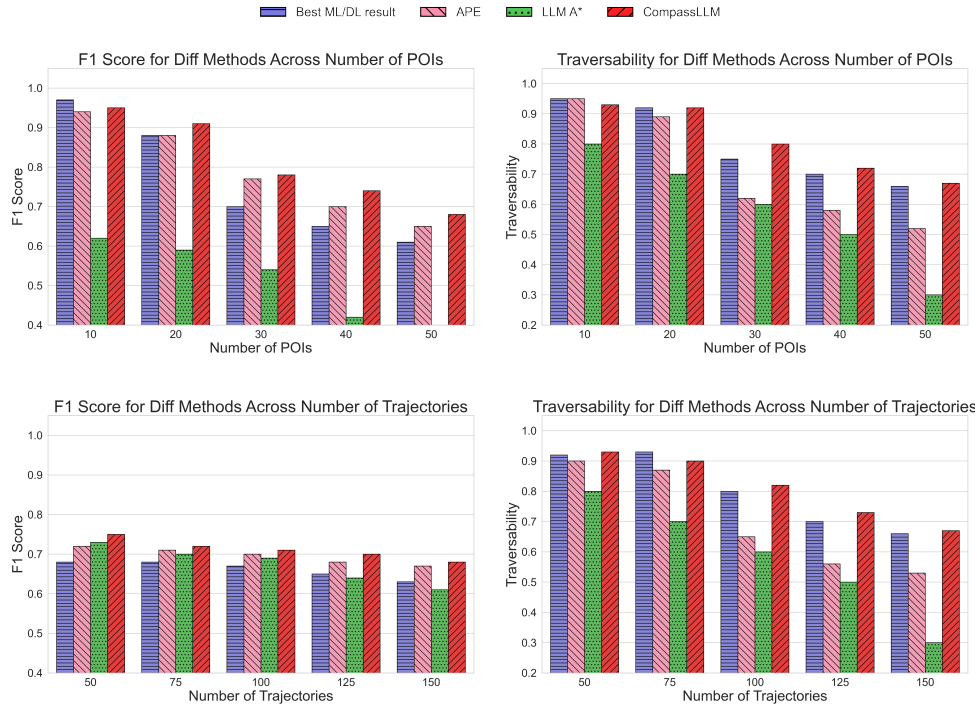 Best ML/DL result APE LLM A* CompassLLM
F1 Score for Diff Methods Across Number of POIs
F1 Score
1.0
0.9
0.8
0.7
0.6
0.5
0.4
10 20 30 40 50
Number of POIs
Traversability for Diff Methods Across Number of POIs
Traversability
1.0
0.9
0.8
0.7
0.6
0.5
0.4
0.3
0.2
10 20 30 40 50
Number of POIs
F1 Score for Diff Methods Across Number of Trajectories
F1 Score
1.0
0.9
0.8
0.7
0.6
0.5
0.4
50 75 100 125 150
Number of Trajectories
Traversability for Diff Methods Across Number of Trajectories
Traversability
1.0
0.9
0.8
0.7
0.6
0.5
0.4
0.3
0.2
50 75 100 125 150
Number of Trajectories